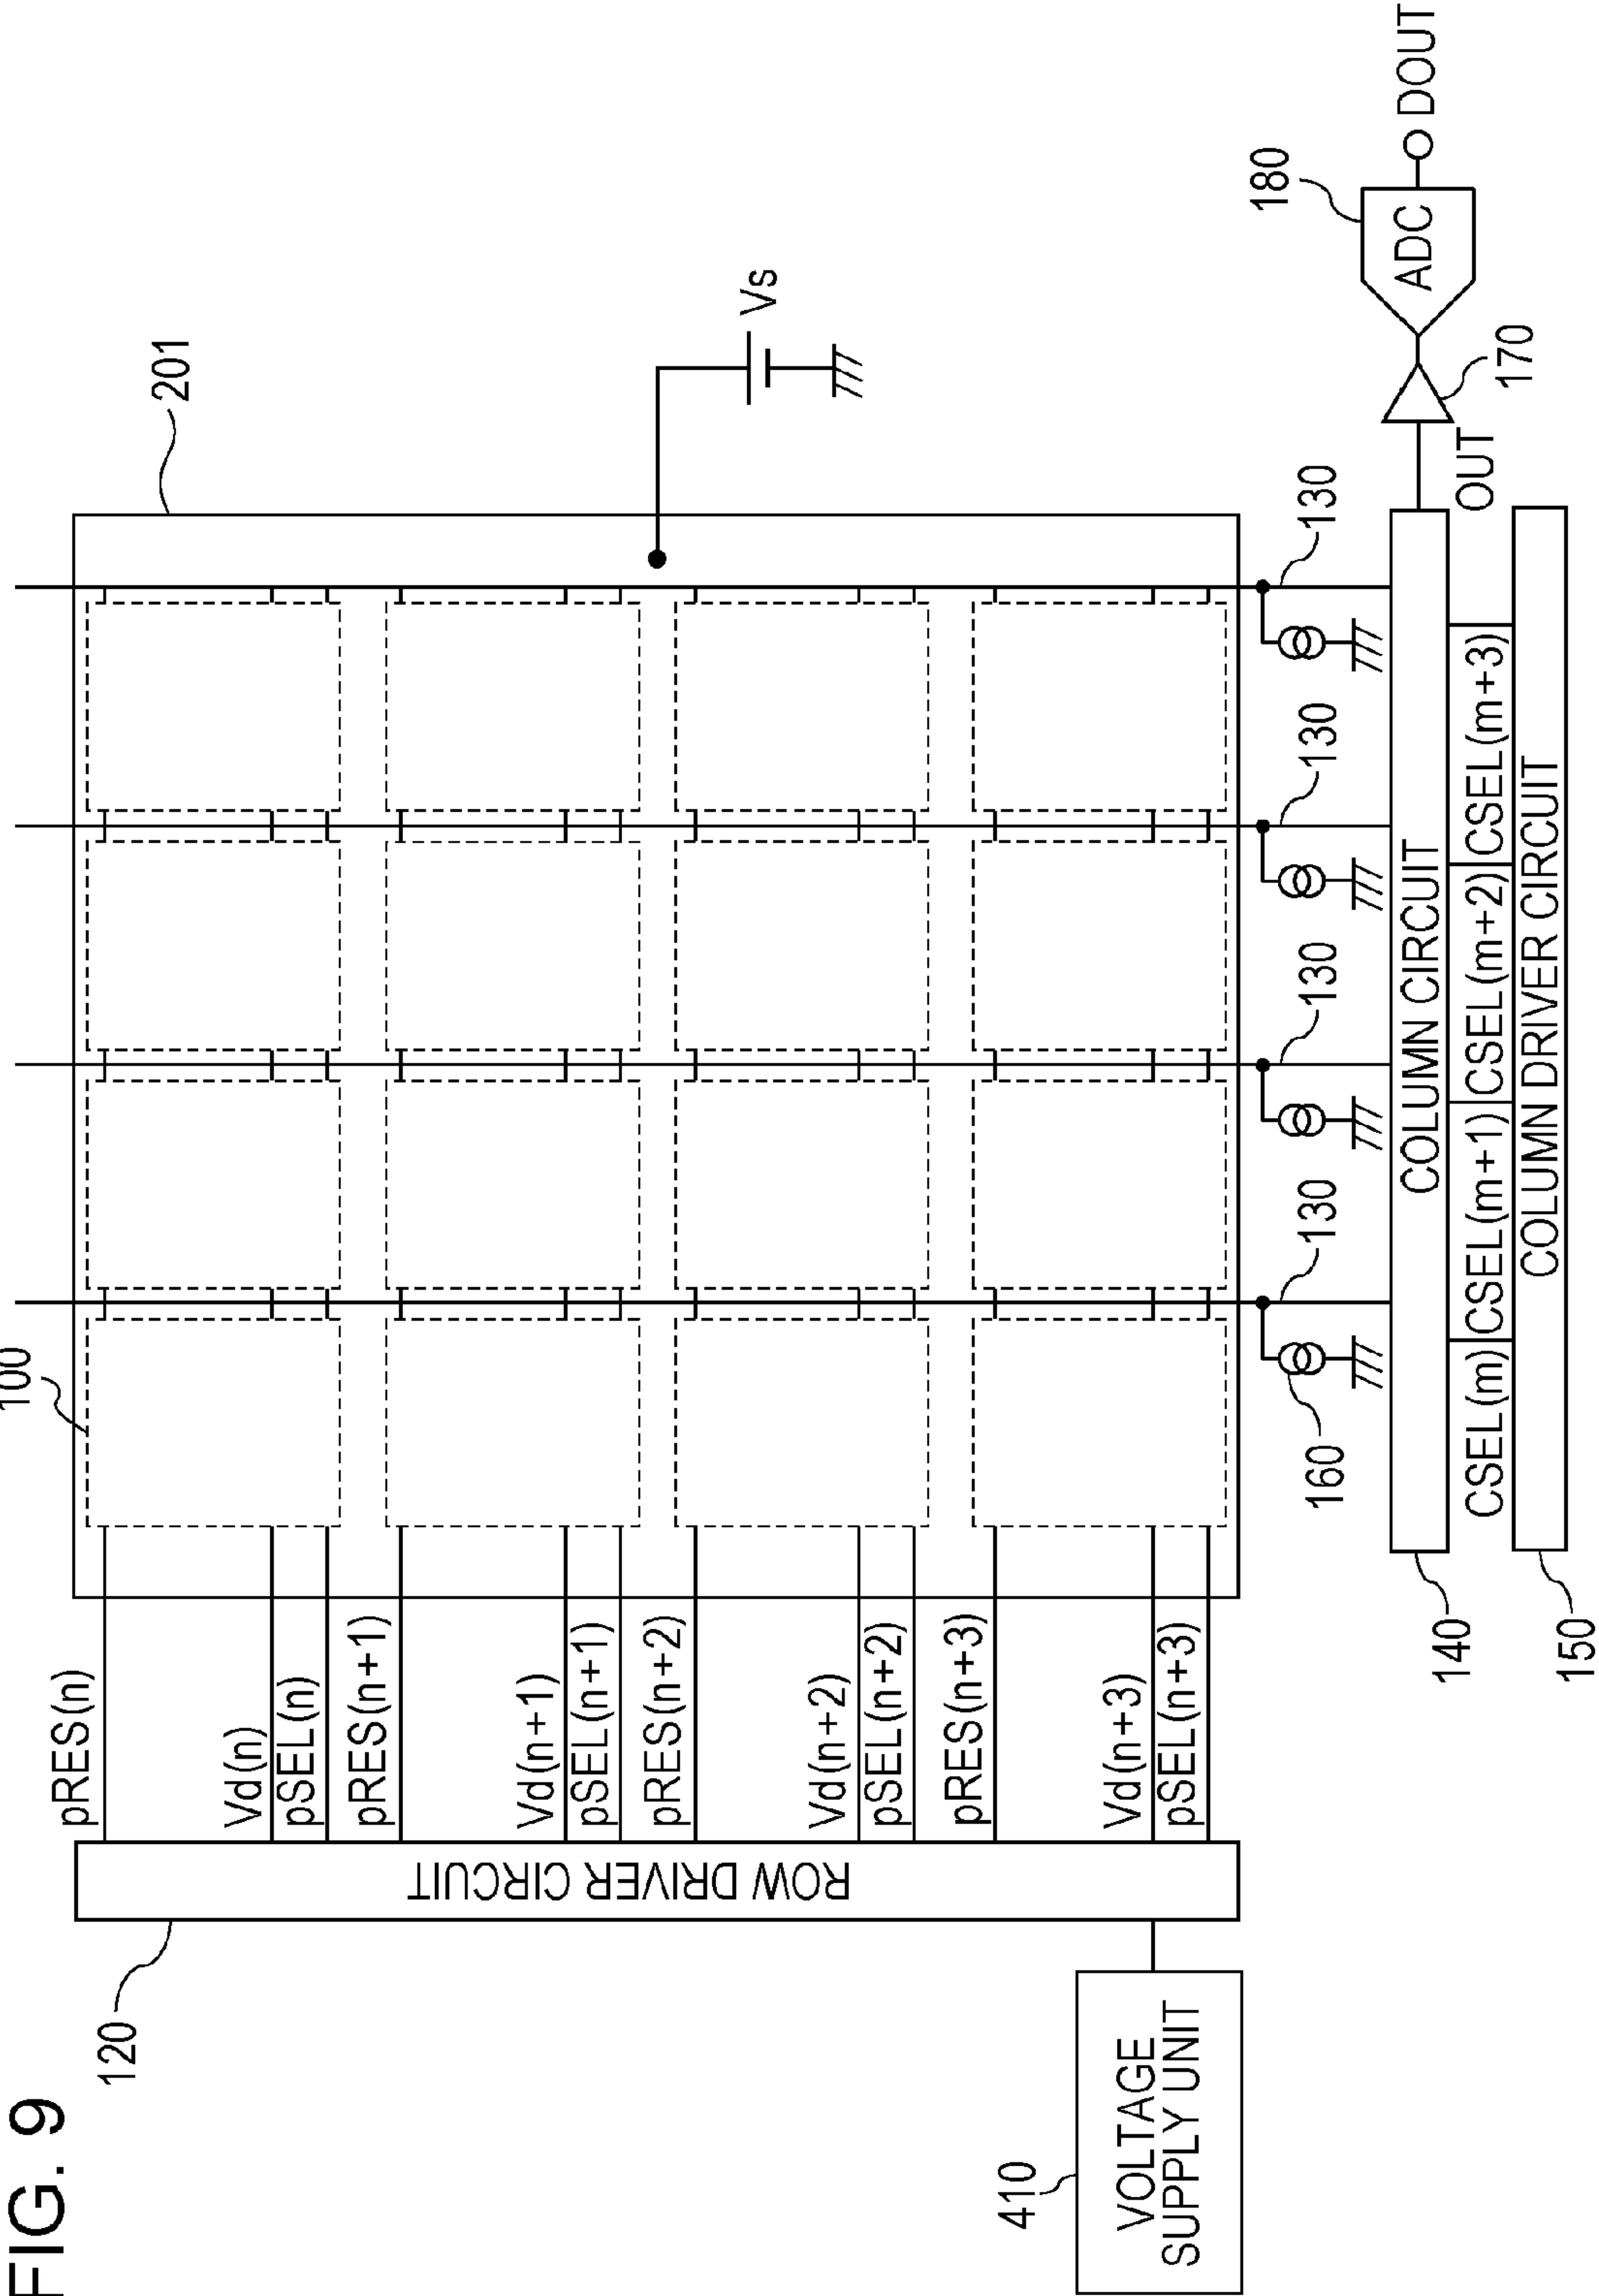 FIG. 9
120
410
VOLTAGE
SUPPLY UNIT
ROW DRIVER CIRCUIT
pRES(n)
Vd(n)
pSEL(n)
pRES(n+1)
Vd(n+1)
pSEL(n+1)
pRES(n+2)
Vd(n+2)
pSEL(n+2)
pRES(n+3)
Vd(n+3)
pSEL(n+3)
100
201
Vs
160
130
130
130
130
140
COLUMN CIRCUIT
OUT
170
180
ADC
DOUT
CSEL(m)
CSEL(m+1)
CSEL(m+2)
CSEL(m+3)
150
COLUMN DRIVER CIRCUIT